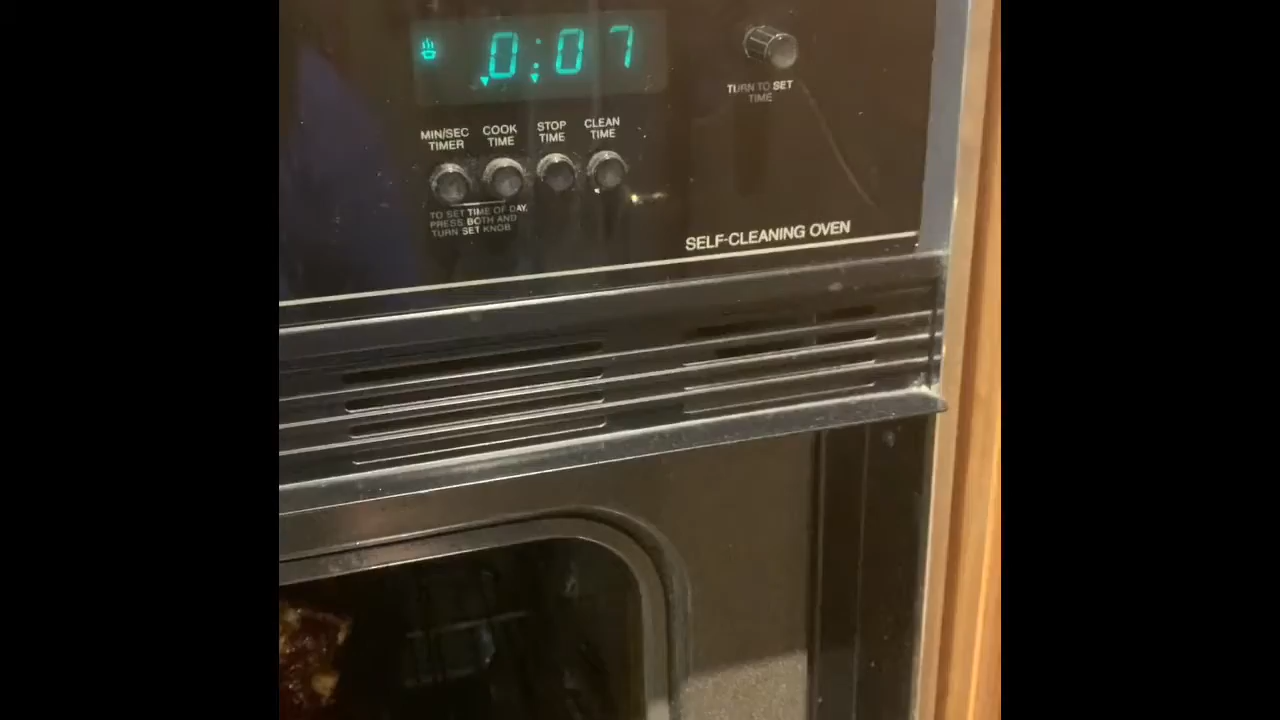 0:07
TURN TO SET
TIME
MIN/SEC
TIMER
COOK
TIME
STOP
TIME
CLEAN
TIME
TO SET TIME OF DAY,
PRESS BOTH AND
TURN SET KNOB
SELF-CLEANING OVEN